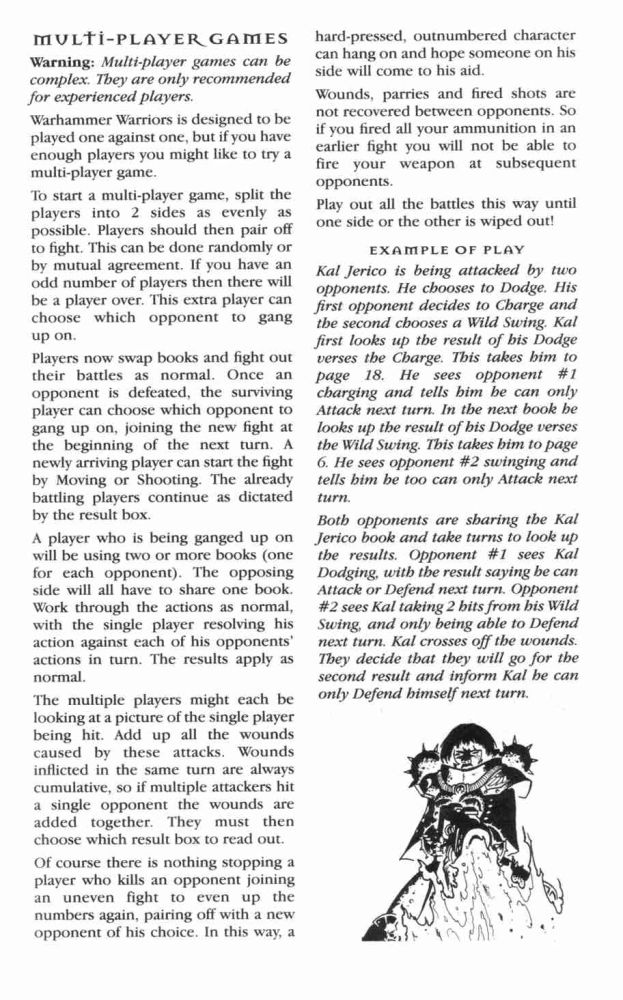 MULTI-PLAYER GAMES
Warning: Multi-player games can be
complex. They are only recommended
for experienced players.
Warhammer Warriors is designed to be
played one against one, but if you have
enough players you might like to try a
multi-player game.
To start a multi-player game, split the
players into 2 sides as evenly as
possible. Players should then pair off
to fight. This can be done randomly or
by mutual agreement. If you have an
odd number of players then there will
be a player over. This extra player can
choose which opponent to gang
up on.
Players now swap books and fight out
their battles as normal. Once an
opponent is defeated, the surviving
player can choose which opponent to
gang up on, joining the new fight at
the beginning of the next turn. A
newly arriving player can start the fight
by Moving or Shooting. The already
battling players continue as dictated
by the result box.
A player who is being ganged up on
will be using two or more books (one
for each opponent). The opposing
side will all have to share one book.
Work through the actions as normal,
with the single player resolving his
action against each of his opponents'
actions in turn. The results apply as
normal.
The multiple players might each be
looking at a picture of the single player
being hit. Add up all the wounds
caused by these attacks. Wounds
inflicted in the same turn are always
cumulative, so if multiple attackers hit
a single opponent the wounds are
added together. They must then
choose which result box to read out.
Of course there is nothing stopping a
player who kills an opponent joining
an uneven fight to even up the
numbers again, pairing off with a new
opponent of his choice. In this way, a
hard-pressed, outnumbered character
can hang on and hope someone on his
side will come to his aid.
Wounds, parries and fired shots are
not recovered between opponents. So
if you fired all your ammunition in an
earlier fight you will not be able to
fire your weapon at subsequent
opponents.
Play out all the battles this way until
one side or the other is wiped out!
EXAMPLE OF PLAY
Kal Jerico is being attacked by two
opponents. He chooses to Dodge. His
first opponent decides to Charge and
the second chooses a Wild Swing. Kal
first looks up the result of his Dodge
verses the Charge. This takes him to
page 18. He sees opponent #1
charging and tells him he can only
Attack next turn. In the next book he
looks up the result of his Dodge verses
the Wild Swing. This takes him to page
6. He sees opponent #2 swinging and
tells him he too can only Attack next
turn.
Both opponents are sharing the Kal
Jerico book and take turns to look up
the results. Opponent #1 sees Kal
Dodging, with the result saying he can
Attack or Defend next turn. Opponent
#2 sees Kal taking 2 hits from his Wild
Swing, and only being able to Defend
next turn. Kal crosses off the wounds.
They decide that they will go for the
second result and inform Kal he can
only Defend himself next turn.